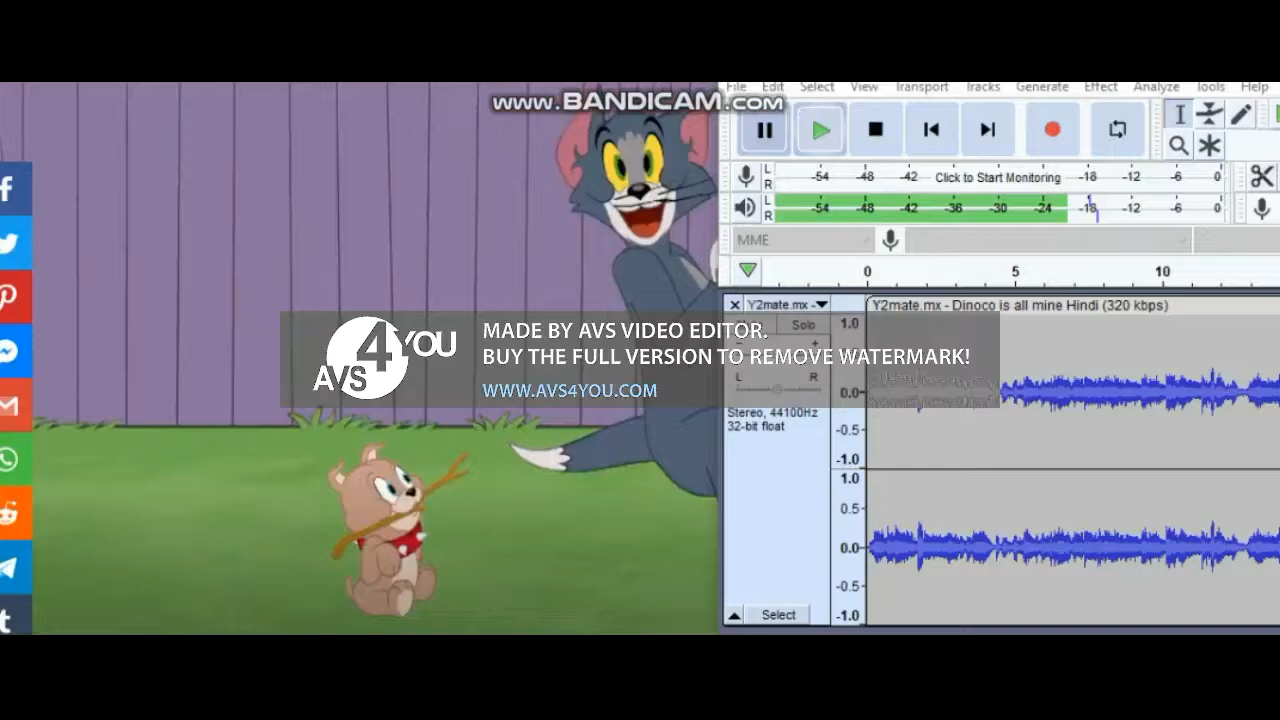 www.BANDICAM.com
File Edit Select View Transport Tracks Generate Effect Analyze Tools Help
L
R
-54 -48 -42 Click to Start Monitoring -18 -12 -6 0
L
R
-54 -48 -42 -36 -30 -24 -18 -12 -6 0
MME
0 5 10
Y2mate.mx - Y2mate.mx - Dinoco is all mine Hindi (320 kbps)
Solo
1.0
0.0
-0.5
-1.0
L R
Stereo, 44100Hz
32-bit float
1.0
0.5
0.0
-0.5
-1.0
Select
AVS4YOU
MADE BY AVS VIDEO EDITOR.
BUY THE FULL VERSION TO REMOVE WATERMARK!
WWW.AVS4YOU.COM